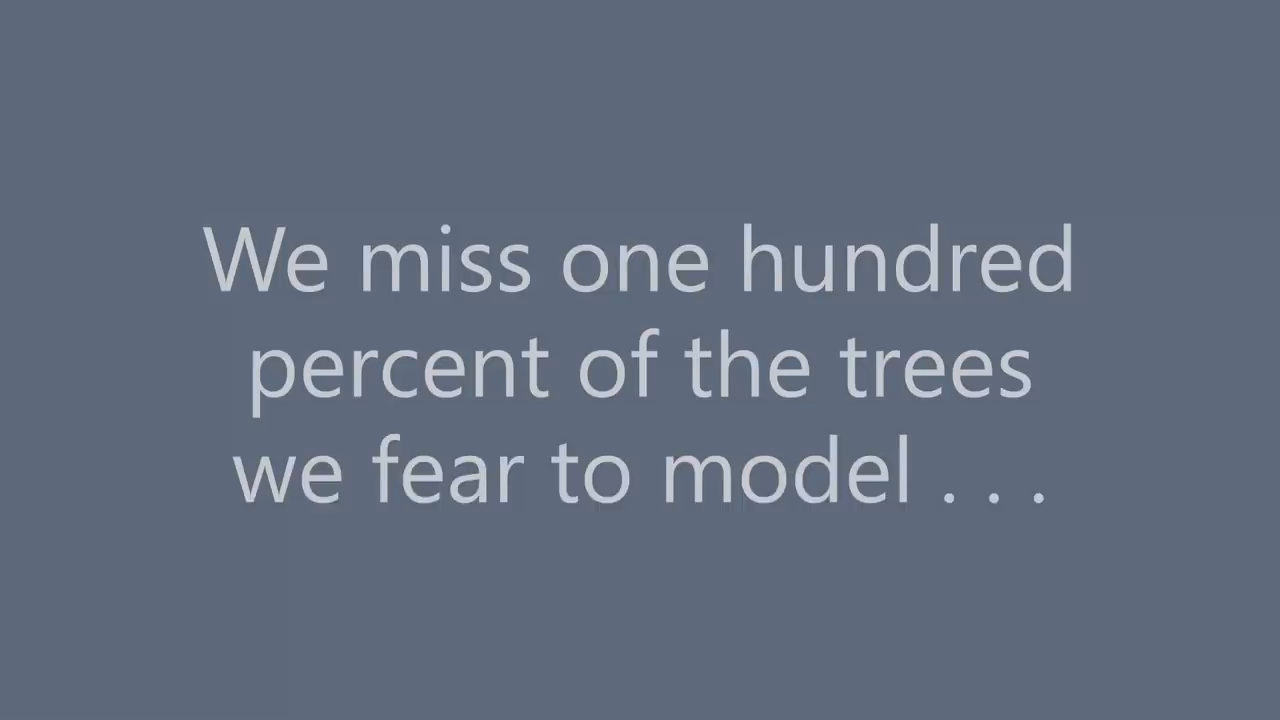 We miss one hundred
percent of the trees
we fear to model . . .